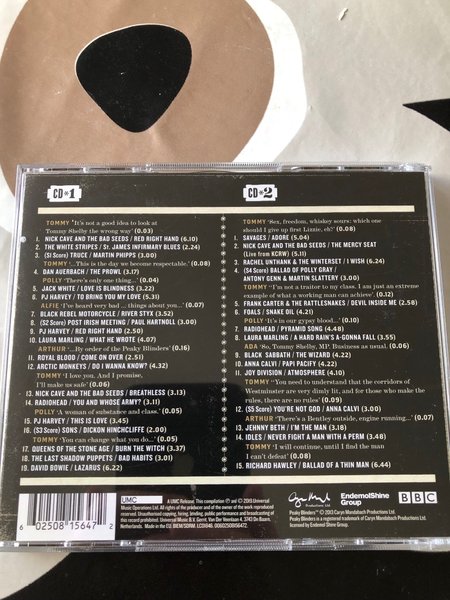 CD*1
TOMMY 'It's not a good idea to look at
Tommy Shelby the wrong way' (0.03)
1. NICK CAVE AND THE BAD SEEDS / RED RIGHT HAND (6.10)
2. THE WHITE STRIPES / St. JAMES INFIRMARY BLUES (2.24)
3. (S1 Score) TRUCE / MARTIN PHIPPS (3.00)
TOMMY '...This is the day we become respectable.' (0.08)
4. DAN AUERBACH / THE PROWL (3.17)
POLLY 'There's only one thing...' (0.04)
5. JACK WHITE / LOVE IS BLINDNESS (3.22)
6. PJ HARVEY / TO BRING YOU MY LOVE (5.31)
ALFIE 'I've heard very bad ... things about you...' (0.08)
7. BLACK REBEL MOTORCYCLE / RIVER STYX (3.53)
8. (S2 Score) POST IRISH MEETING / PAUL HARTNOLL (3.00)
9. PJ HARVEY / RED RIGHT HAND (2.50)
10. LAURA MARLING / WHAT HE WROTE (4.07)
ARTHUR '...By order of the Peaky Blinders' (0.16)
11. ROYAL BLOOD / COME ON OVER (2.51)
12. ARCTIC MONKEYS / DO I WANNA KNOW? (4.32)
TOMMY 'I love you. And I promise,
I'll make us safe' (0.06)
13. NICK CAVE AND THE BAD SEEDS / BREATHLESS (3.13)
14. RADIOHEAD / YOU AND WHOSE ARMY? (3.11)
POLLY 'A woman of substance and class.' (0.05)
15. PJ HARVEY / THIS IS LOVE (3.45)
16. (S3 Score) SONS / DICKON HINCHCLIFFE (2.00)
TOMMY 'You can change what you do...' (0.05)
17. QUEENS OF THE STONE AGE / BURN THE WITCH (3.37)
18. THE LAST SHADOW PUPPETS / BAD HABITS (3.01)
19. DAVID BOWIE / LAZARUS (6.22)
CD*2
TOMMY 'Sex, freedom, whiskey sours: which one
should I give up first Lizzie, eh?' (0.08)
1. SAVAGES / ADORE (5.04)
2. NICK CAVE AND THE BAD SEEDS / THE MERCY SEAT
(Live from KCRW) (5.11)
3. RACHEL UNTHANK & THE WINTERSET / I WISH (6.24)
4. (S4 Score) BALLAD OF POLLY GRAY /
ANTONY GENN & MARTIN SLATTERY (3.00)
TOMMY "'I'm not a traitor to my class. I am just an extreme
example of what a working man can achieve'. (0.12)
5. FRANK CARTER & THE RATTLESNAKES / DEVIL INSIDE ME (2.58)
6. FOALS / SNAKE OIL (4.21)
POLLY 'It's in our gypsy blood...' (0.10)
7. RADIOHEAD / PYRAMID SONG (4.48)
8. LAURA MARLING / A HARD RAIN'S A-GONNA FALL (3.55)
ADA 'So, Tommy Shelby, MP. Business as usual. (0.06)
9. BLACK SABBATH / THE WIZARD (4.22)
10. ANNA CALVI / PAPI PACIFY (4.22)
11. JOY DIVISION / ATMOSPHERE (4.10)
TOMMY "You need to understand that the corridors of
Westminster are very dimly lit, and for those who make
the rules, there are no rules' (0.09)
12. (S5 Score) YOU'RE NOT GOD / ANNA CALVI (3.00)
ARTHUR 'There's a Bentley outside, engine running...' (0.07)
13. JEHNNY BETH / I'M THE MAN (3.18)
14. IDLES / NEVER FIGHT A MAN WITH A PERM (3.48)
TOMMY 'I will continue, until I find the man
I can't defeat' (0.08)
15. RICHARD HAWLEY / BALLAD OF A THIN MAN (6.44)
6 02508 15647 2
UMC
Productions Ltd.
EndemolShine
Group
BBC